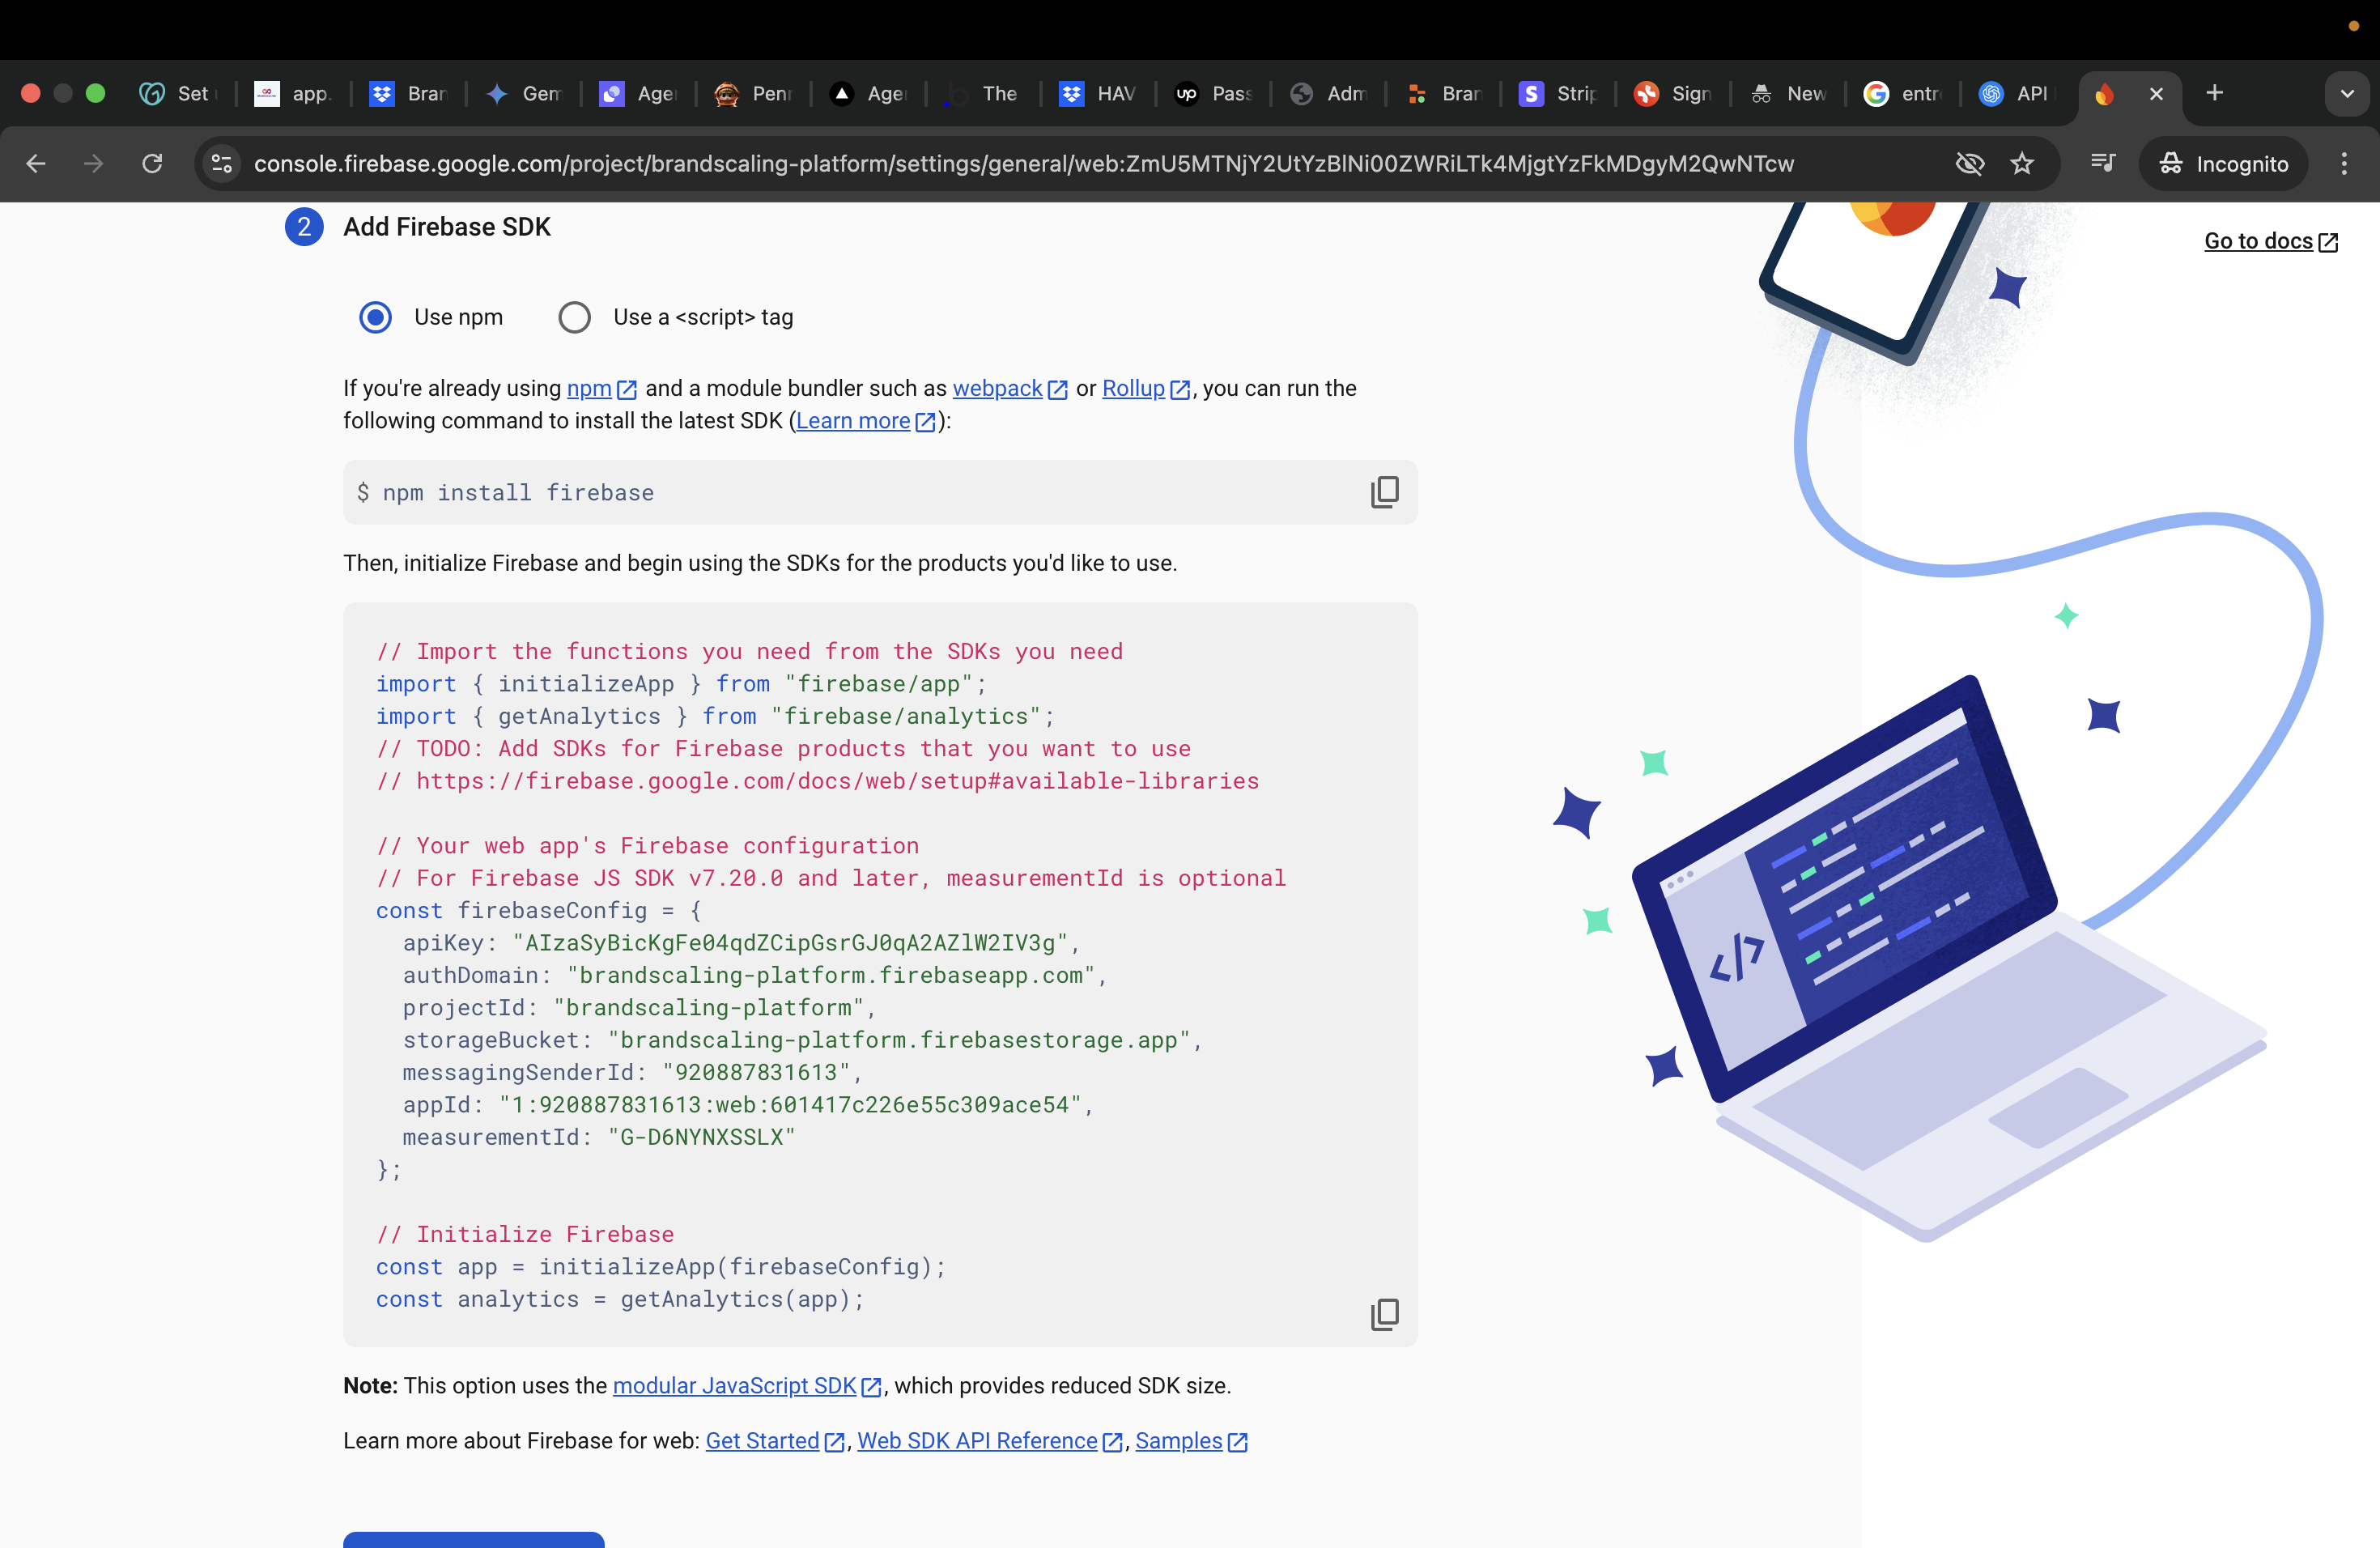 Set
app.
Bran
Gem
Age
Penn
Age
The
HAV
Pass
Adm
Bran
Strip
Sign
New
entr
API
console.firebase.google.com/project/brandscaling-platform/settings/general/web:ZmU5MTNjY2UtYzBlNi00ZWRiLTk4MjgtYzFkMDgyM2QwNTcw
Incognito
2 Add Firebase SDK
Go to docs
Use npm Use a <script> tag
If you're already using npm and a module bundler such as webpack or Rollup, you can run the
following command to install the latest SDK (Learn more):
$ npm install firebase
Then, initialize Firebase and begin using the SDKs for the products you'd like to use.
// Import the functions you need from the SDKs you need
import { initializeApp } from "firebase/app";
import { getAnalytics } from "firebase/analytics";
// TODO: Add SDKs for Firebase products that you want to use
// https://firebase.google.com/docs/web/setup#available-libraries
// Your web app's Firebase configuration
// For Firebase JS SDK v7.20.0 and later, measurementId is optional
const firebaseConfig = {
apiKey: "AIzaSyBicKgFe04qdZCipGsrGJ0qA2AZlW2IV3g",
authDomain: "brandscaling-platform.firebaseapp.com",
projectId: "brandscaling-platform",
storageBucket: "brandscaling-platform.firebasestorage.app",
messagingSenderId: "920887831613",
appId: "1:920887831613:web:601417c226e55c309ace54",
measurementId: "G-D6NYNXSSLX"
};
// Initialize Firebase
const app = initializeApp(firebaseConfig);
const analytics = getAnalytics(app);
Note: This option uses the modular JavaScript SDK, which provides reduced SDK size.
Learn more about Firebase for web: Get Started, Web SDK API Reference, Samples